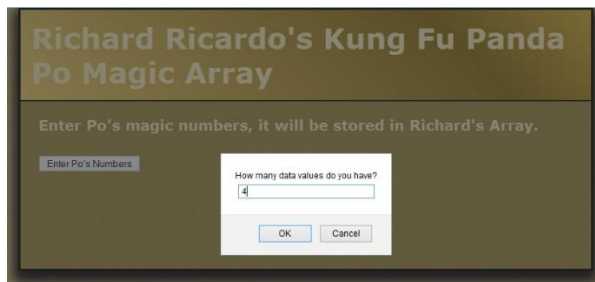 Richard Ricardo's Kung Fu Panda
Po Magic Array
Enter Po's magic numbers, it will be stored in Richard's Array.
Enter Po's Numbers
How many data values do you have?
4
OK
Cancel